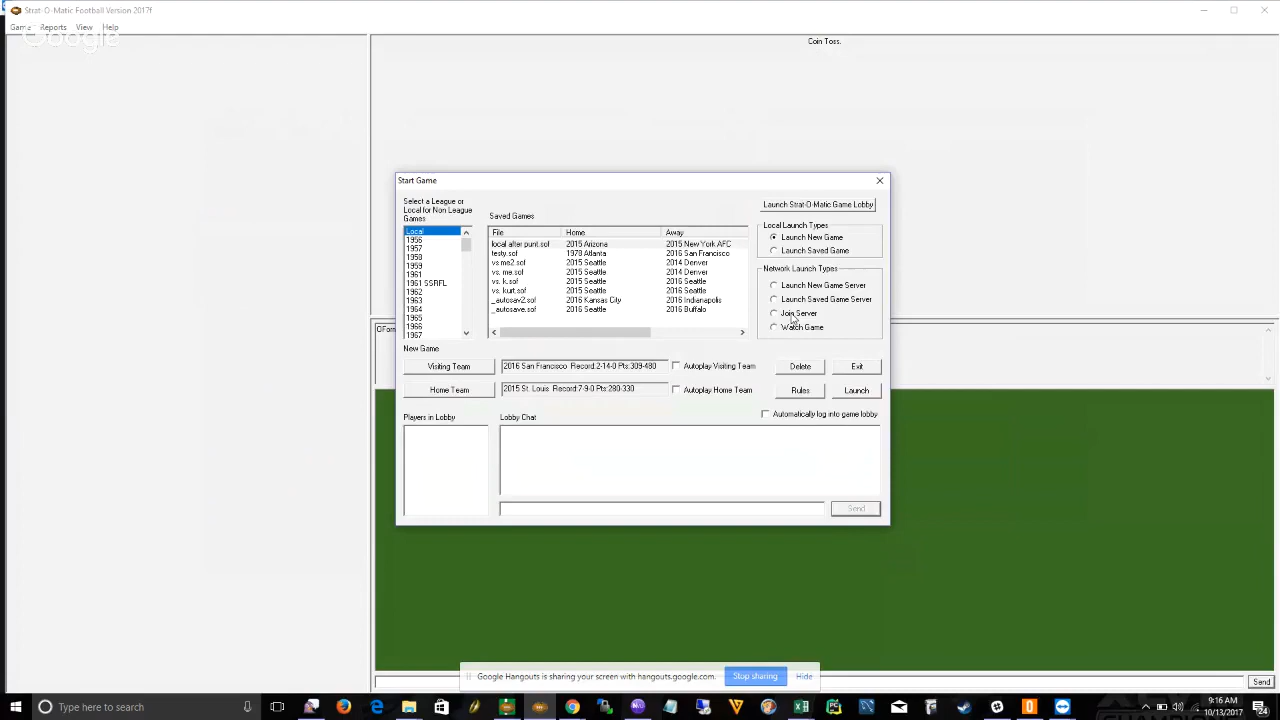 Strat-O-Matic Football Version 2017f
Game Reports View Help
Google
Coin Toss.
Start Game
Select a League or
Local for Non League
Games
Local
1956
1957
1958
1959
1961
1961 SSRFL
1962
1963
1964
1965
1966
1967
Saved Games
File Home Away
local after punt.sof 2015 Arizona 2015 New York AFC
testy.sof 1978 Atlanta 2016 San Francisco
vs me2.sof 2015 Seattle 2014 Denver
vs. me.sof 2015 Seattle 2014 Denver
vs. k.sof 2015 Seattle 2016 Seattle
vs. kurt.sof 2015 Seattle 2016 Seattle
_autosav2.sof 2016 Kansas City 2016 Indianapolis
_autosave.sof 2016 Seattle 2016 Buffalo
Launch Strat-O-Matic Game Lobby
Local Launch Types
Launch New Game
Launch Saved Game
Network Launch Types
Launch New Game Server
Launch Saved Game Server
Join Server
Watch Game
New Game
Visiting Team 2016 San Francisco Record:2-14-0 Pts:309-480 Autoplay Visiting Team Delete Exit
Home Team 2015 St. Louis Record:7-9-0 Pts:280-330 Autoplay Home Team Rules Launch
Automatically log into game lobby
Players in Lobby Lobby Chat
Send
Google Hangouts is sharing your screen with hangouts.google.com. Stop sharing Hide
Send
Type here to search
9:16 AM
10/13/2017
24